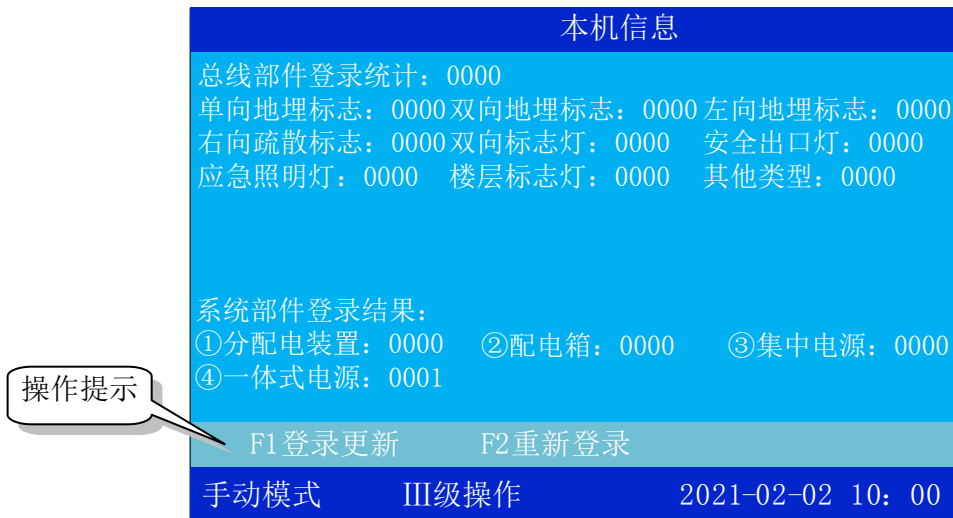 本机信息
总线部件登录统计：0000
单向地埋标志：0000 双向地埋标志：0000 左向地埋标志：0000
右向疏散标志：0000 双向标志灯：0000 安全出口灯：0000
应急照明灯：0000 楼层标志灯：0000 其他类型：0000
系统部件登录结果：
①分配电装置：0000 ②配电箱：0000 ③集中电源：0000
④一体式电源：0001
操作提示
F1登录更新 F2重新登录
手动模式 III级操作 2021-02-02 10：00